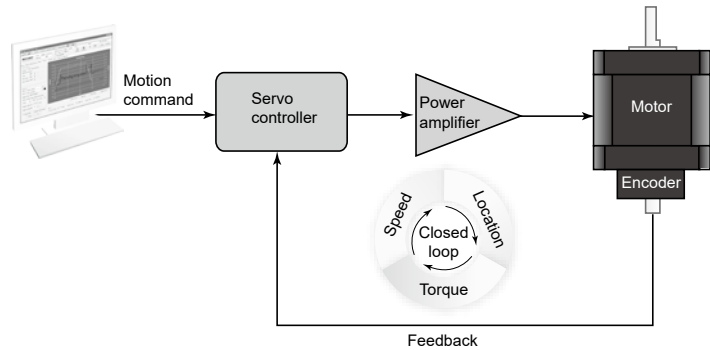 Motion
command
Servo
controller
Power
amplifier
Motor
Encoder
Speed
Location
Closed
loop
Torque
Feedback